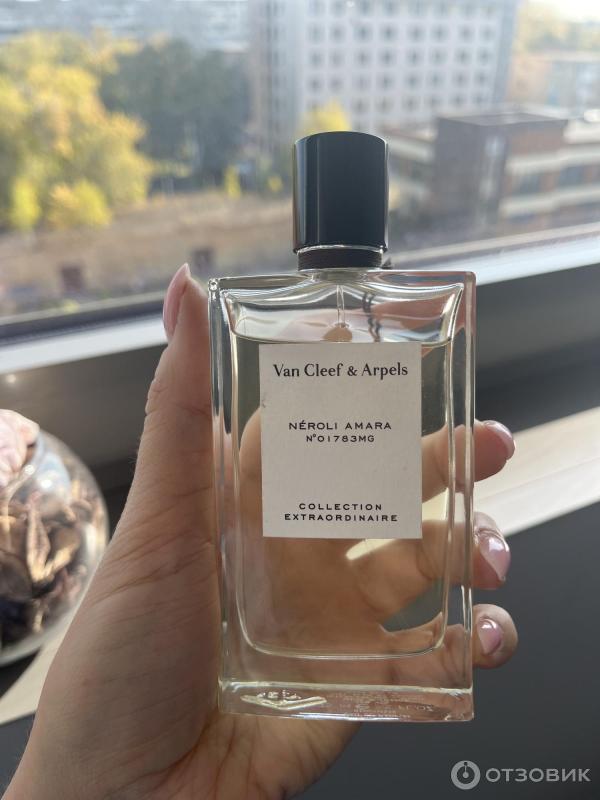 Van Cleef & Arpels
NÉROLI AMARA
N°01783MG
COLLECTION
EXTRAORDINAIRE
ОТЗОВИК